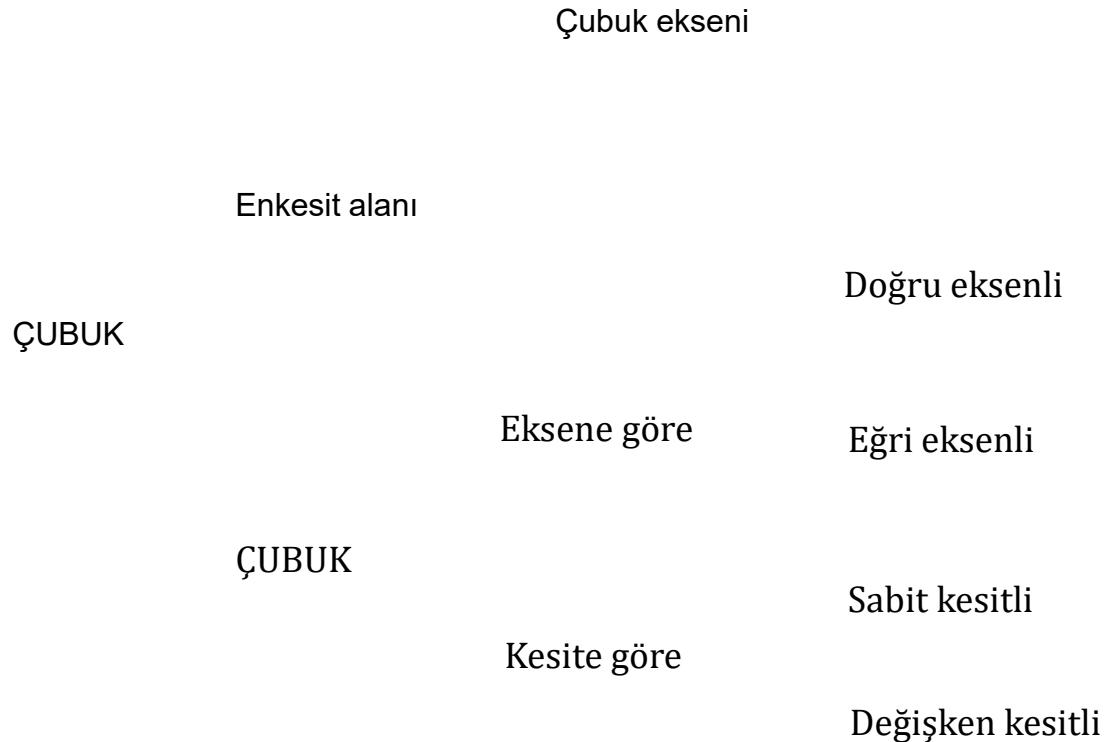 Çubuk ekseni
Enkesit alanı
Doğru eksenli
ÇUBUK
Eksene göre
Eğri eksenli
ÇUBUK
Sabit kesitli
Kesite göre
Değişken kesitli